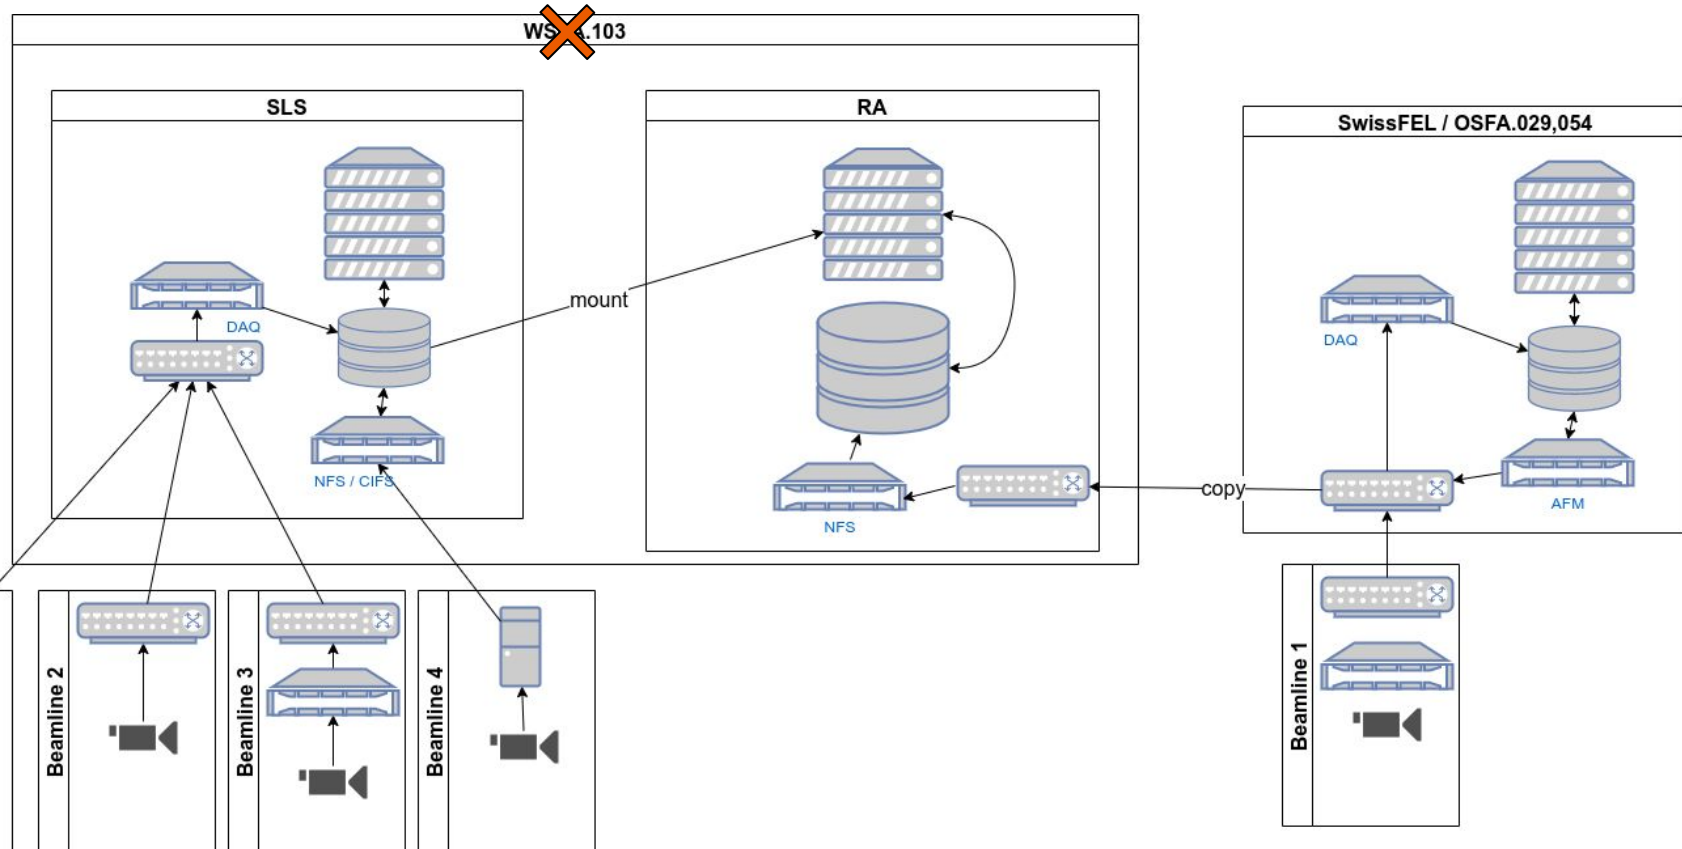 .103
SLS
RA
SwissFEL / OSFA.029,054
mount
DAQ
DAQ
NFS / CIFS
copy
NFS
AFM
Beamline 2
Beamline 3
Beamline 4
Beamline 1